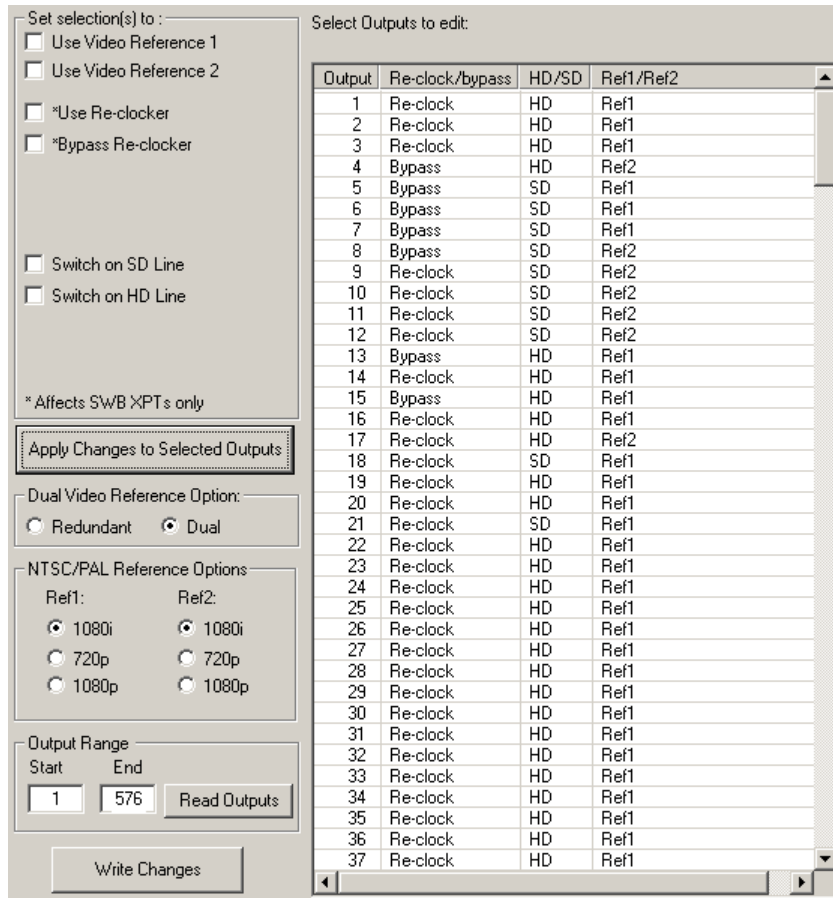 Set selection(s) to :
Use Video Reference 1
Use Video Reference 2
*Use Re-clocker
*Bypass Re-clocker
Switch on SD Line
Switch on HD Line
* Affects SWB XPTs only
Apply Changes to Selected Outputs
Dual Video Reference Option:
Redundant Dual
NTSC/PAL Reference Options
Ref1: Ref2:
1080i 1080i
720p 720p
1080p 1080p
Output Range
Start End
1 576 Read Outputs
Write Changes
Select Outputs to edit:
Output Re-clock/bypass HD/SD Ref1/Ref2
1 Re-clock HD Ref1
2 Re-clock HD Ref1
3 Re-clock HD Ref1
4 Bypass HD Ref2
5 Bypass SD Ref1
6 Bypass SD Ref1
7 Bypass SD Ref1
8 Bypass SD Ref2
9 Re-clock SD Ref2
10 Re-clock SD Ref2
11 Re-clock SD Ref2
12 Re-clock SD Ref2
13 Bypass HD Ref1
14 Re-clock HD Ref1
15 Bypass HD Ref1
16 Re-clock HD Ref1
17 Re-clock HD Ref2
18 Re-clock SD Ref1
19 Re-clock HD Ref1
20 Re-clock HD Ref1
21 Re-clock SD Ref1
22 Re-clock HD Ref1
23 Re-clock HD Ref1
24 Re-clock HD Ref1
25 Re-clock HD Ref1
26 Re-clock HD Ref1
27 Re-clock HD Ref1
28 Re-clock HD Ref1
29 Re-clock HD Ref1
30 Re-clock HD Ref1
31 Re-clock HD Ref1
32 Re-clock HD Ref1
33 Re-clock HD Ref1
34 Re-clock HD Ref1
35 Re-clock HD Ref1
36 Re-clock HD Ref1
37 Re-clock HD Ref1